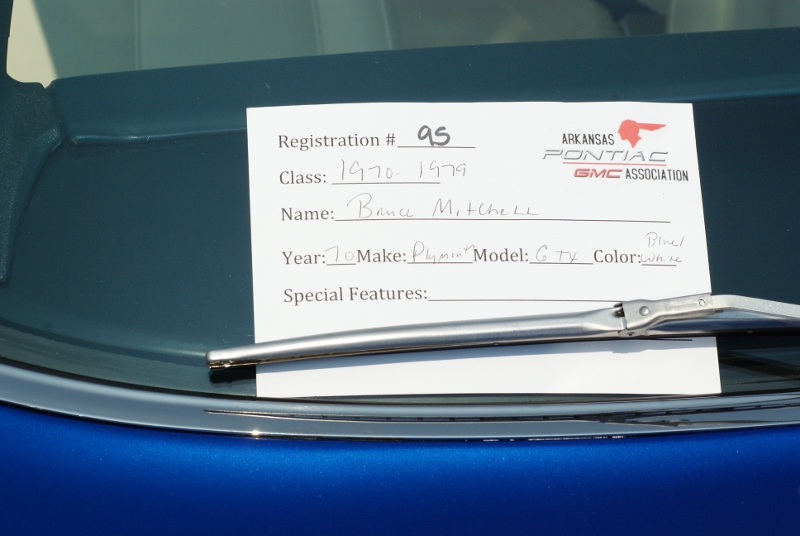 Registration # 95
ARKANSAS
PONTIAC
GMC ASSOCIATION
Class: 1970-1979
Name: Bruce Mitchell
Year: 70 Make: Plymouth Model: GTX Color: Blue/ White
Special Features: